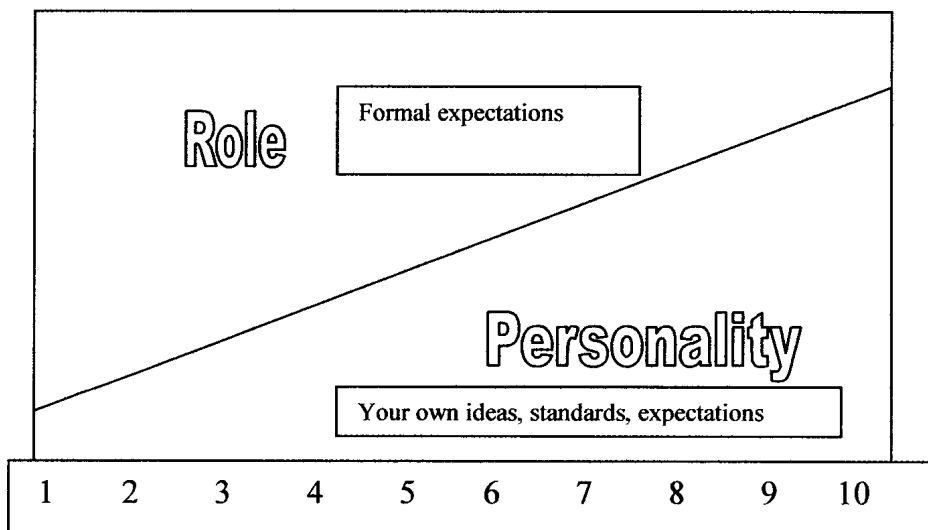 Role
Formal expectations
Personality
Your own ideas, standards, expectations
1 2 3 4 5 6 7 8 9 10